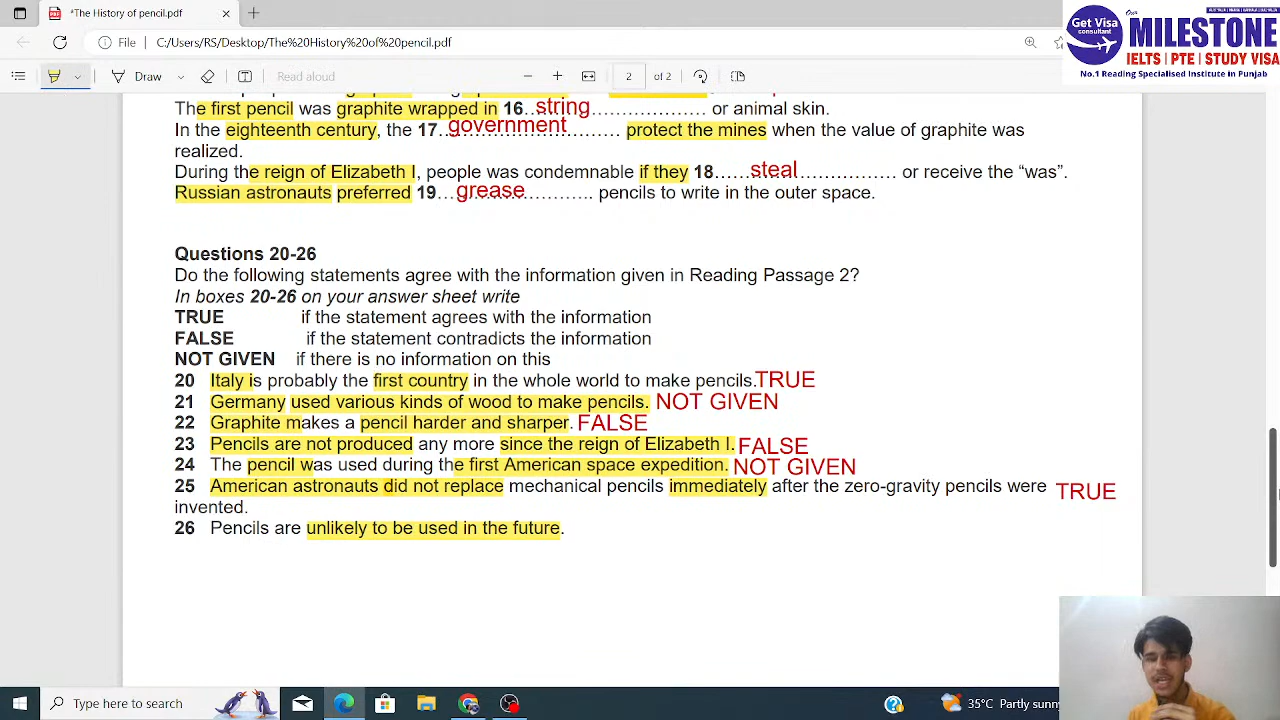 *The History of pencil.pdf
File
C:/Users/RS/Desktop/The%20History%20of%20pencil.pdf
Get Visa consultant
Our
MILESTONE
IELTS | PTE | STUDY VISA
No.1 Reading Specialised Institute in Punjab
Draw
Read aloud
2 of 2
The first pencil was graphite wrapped in 16..string........................ or animal skin.
In the eighteenth century, the 17..government............................ protect the mines when the value of graphite was
realized.
During the reign of Elizabeth I, people was condemnable if they 18......steal..................... or receive the “was”.
Russian astronauts preferred 19...grease........................ pencils to write in the outer space.
Questions 20-26
Do the following statements agree with the information given in Reading Passage 2?
In boxes 20-26 on your answer sheet write
TRUE if the statement agrees with the information
FALSE if the statement contradicts the information
NOT GIVEN if there is no information on this
20 Italy is probably the first country in the whole world to make pencils. TRUE
21 Germany used various kinds of wood to make pencils. NOT GIVEN
22 Graphite makes a pencil harder and sharper. FALSE
23 Pencils are not produced any more since the reign of Elizabeth I. FALSE
24 The pencil was used during the first American space expedition. NOT GIVEN
25 American astronauts did not replace mechanical pencils immediately after the zero-gravity pencils were TRUE
invented.
26 Pencils are unlikely to be used in the future.
Type here to search
35°C Partly sunny